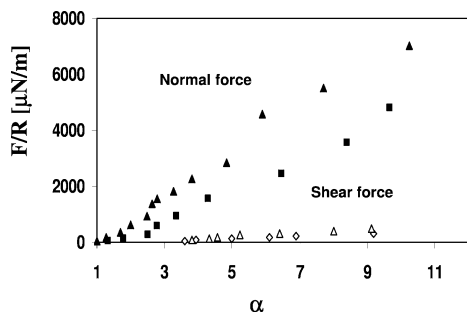 8000
6000
4000
2000
0
F/R [µN/m]
Normal force
Shear force
1 3 5 7 9 11
α